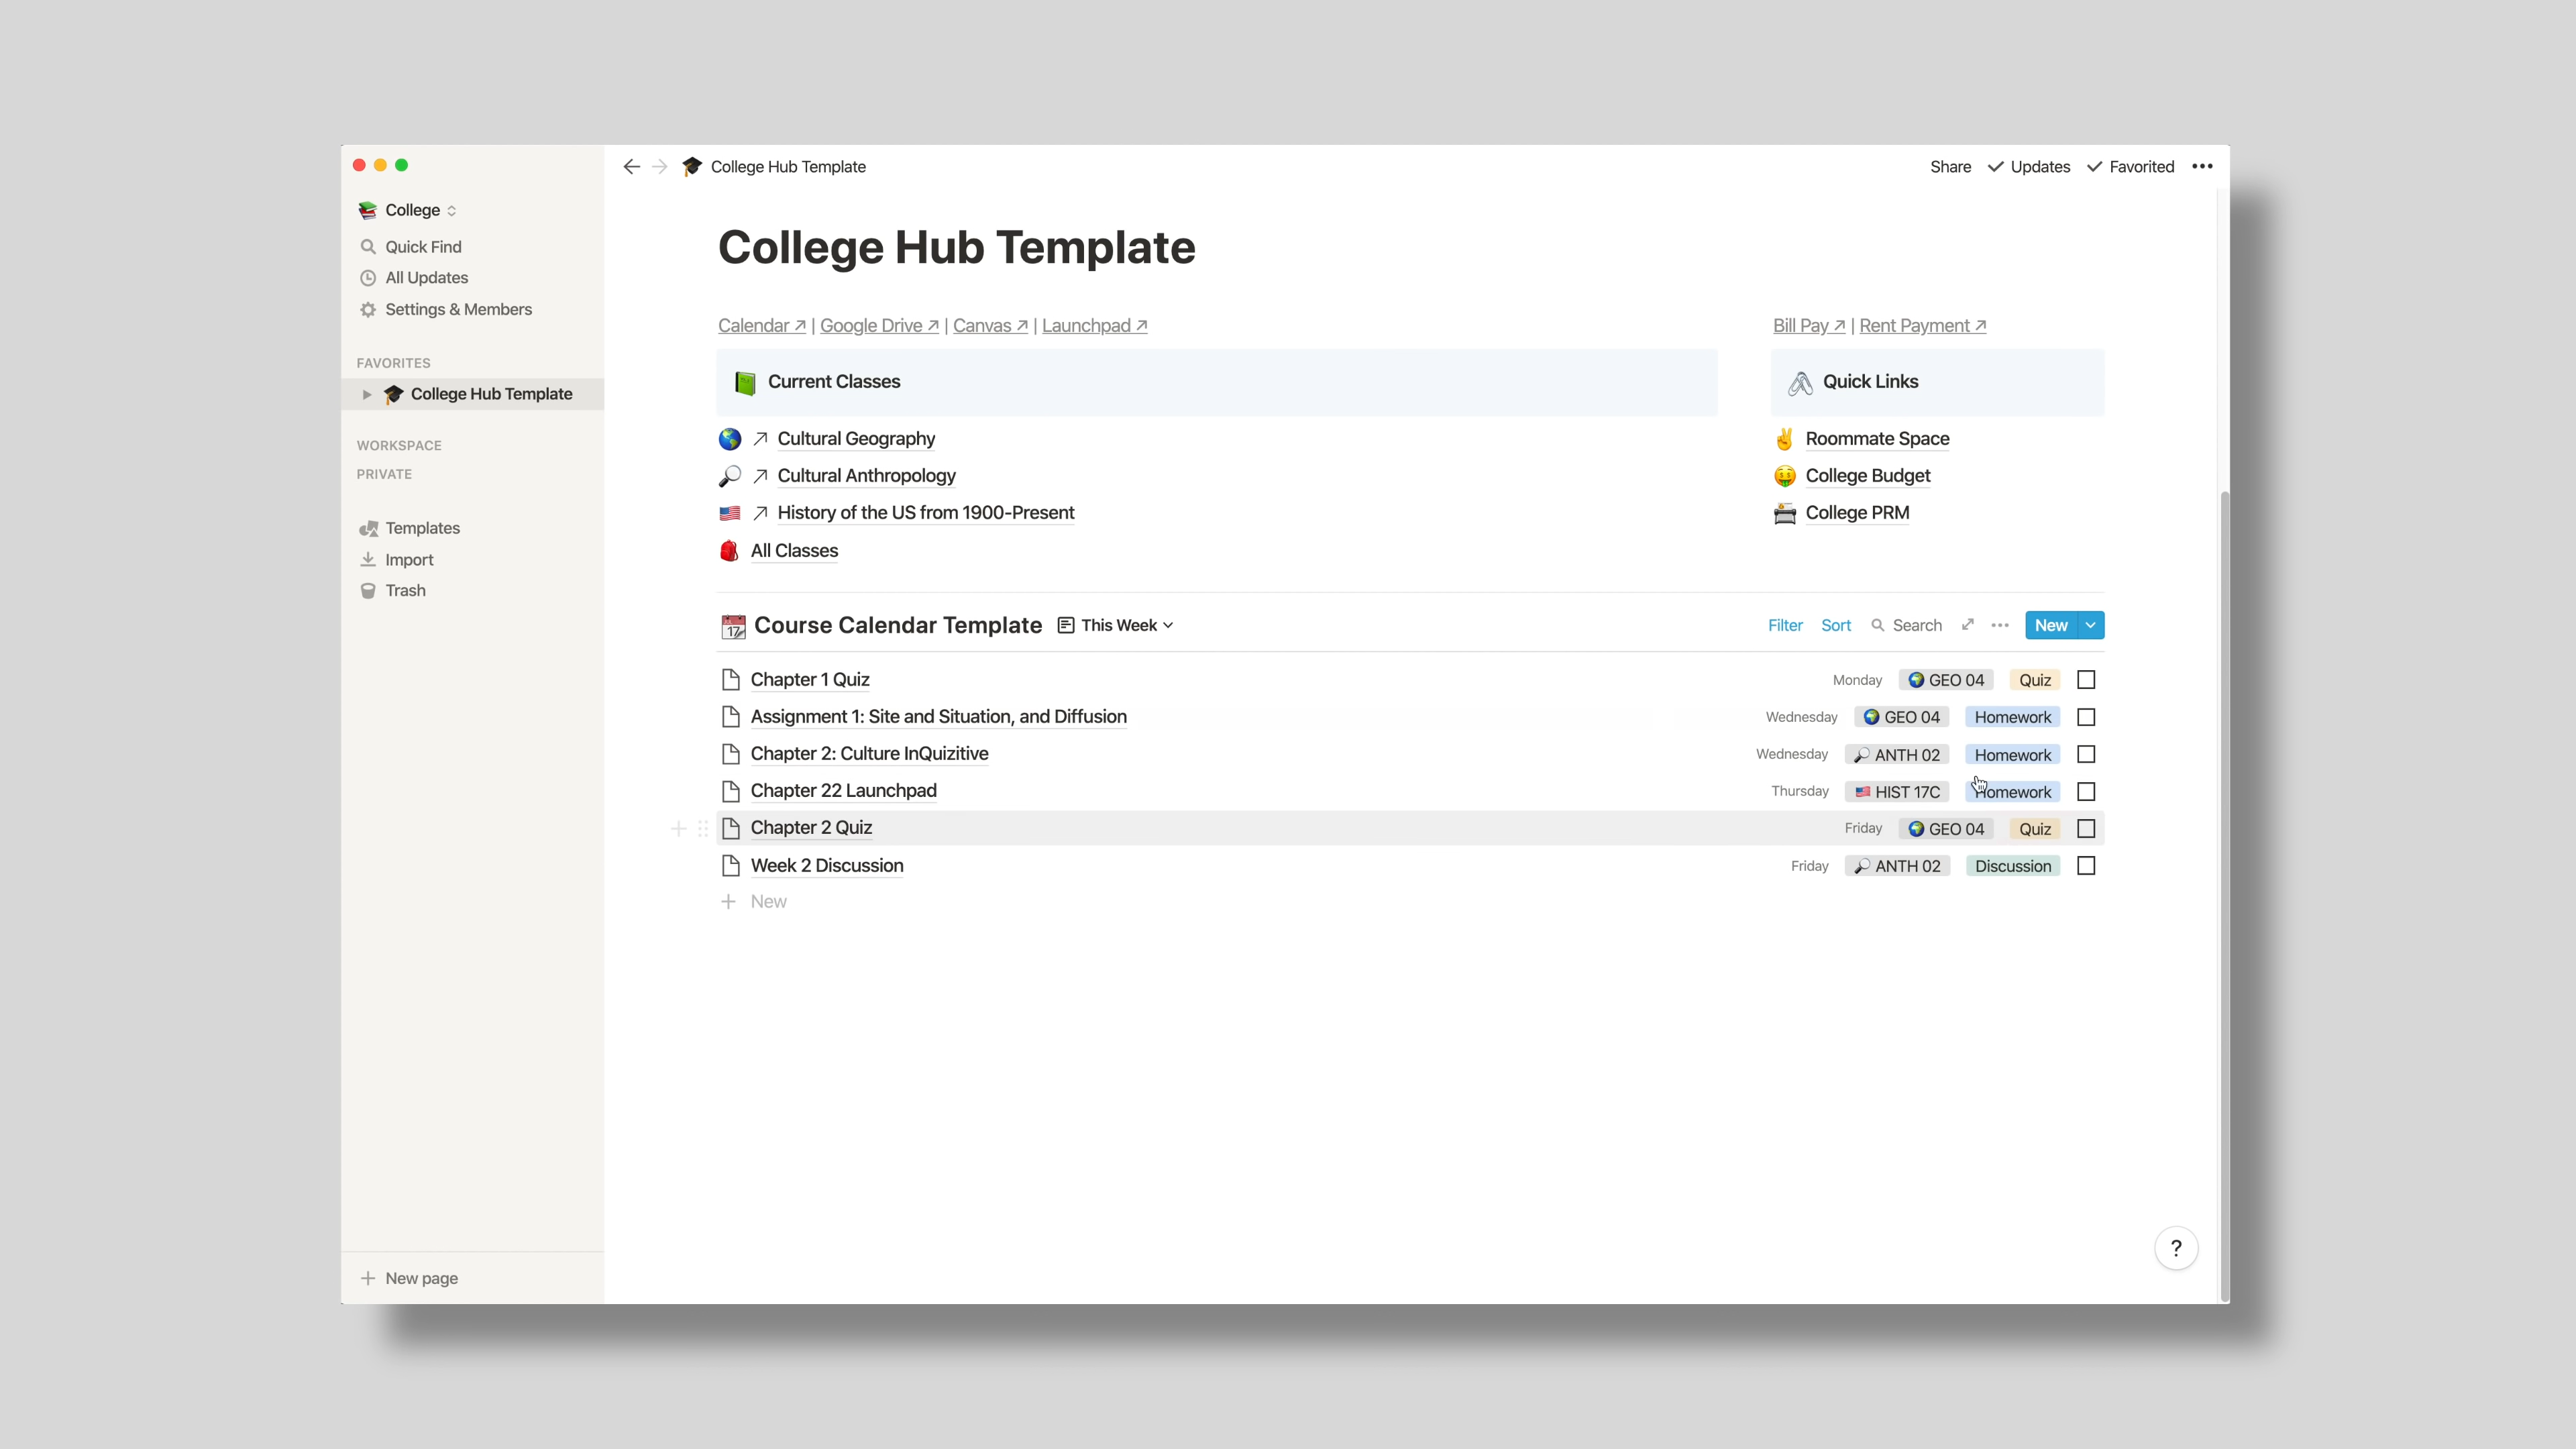 College
Quick Find
All Updates
Settings & Members
FAVORITES
College Hub Template
WORKSPACE
PRIVATE
Templates
Import
Trash
New page
College Hub Template
Share Updates Favorited
College Hub Template
Calendar | Google Drive | Canvas | Launchpad
Current Classes
Cultural Geography
Cultural Anthropology
History of the US from 1900-Present
All Classes
Bill Pay | Rent Payment
Quick Links
Roommate Space
College Budget
College PRM
17 Course Calendar Template This Week
Filter Sort Search New
Chapter 1 Quiz Monday GEO 04 Quiz
Assignment 1: Site and Situation, and Diffusion Wednesday GEO 04 Homework
Chapter 2: Culture InQuizitive Wednesday ANTH 02 Homework
Chapter 22 Launchpad Thursday HIST 17C Homework
Chapter 2 Quiz Friday GEO 04 Quiz
Week 2 Discussion Friday ANTH 02 Discussion
New
?